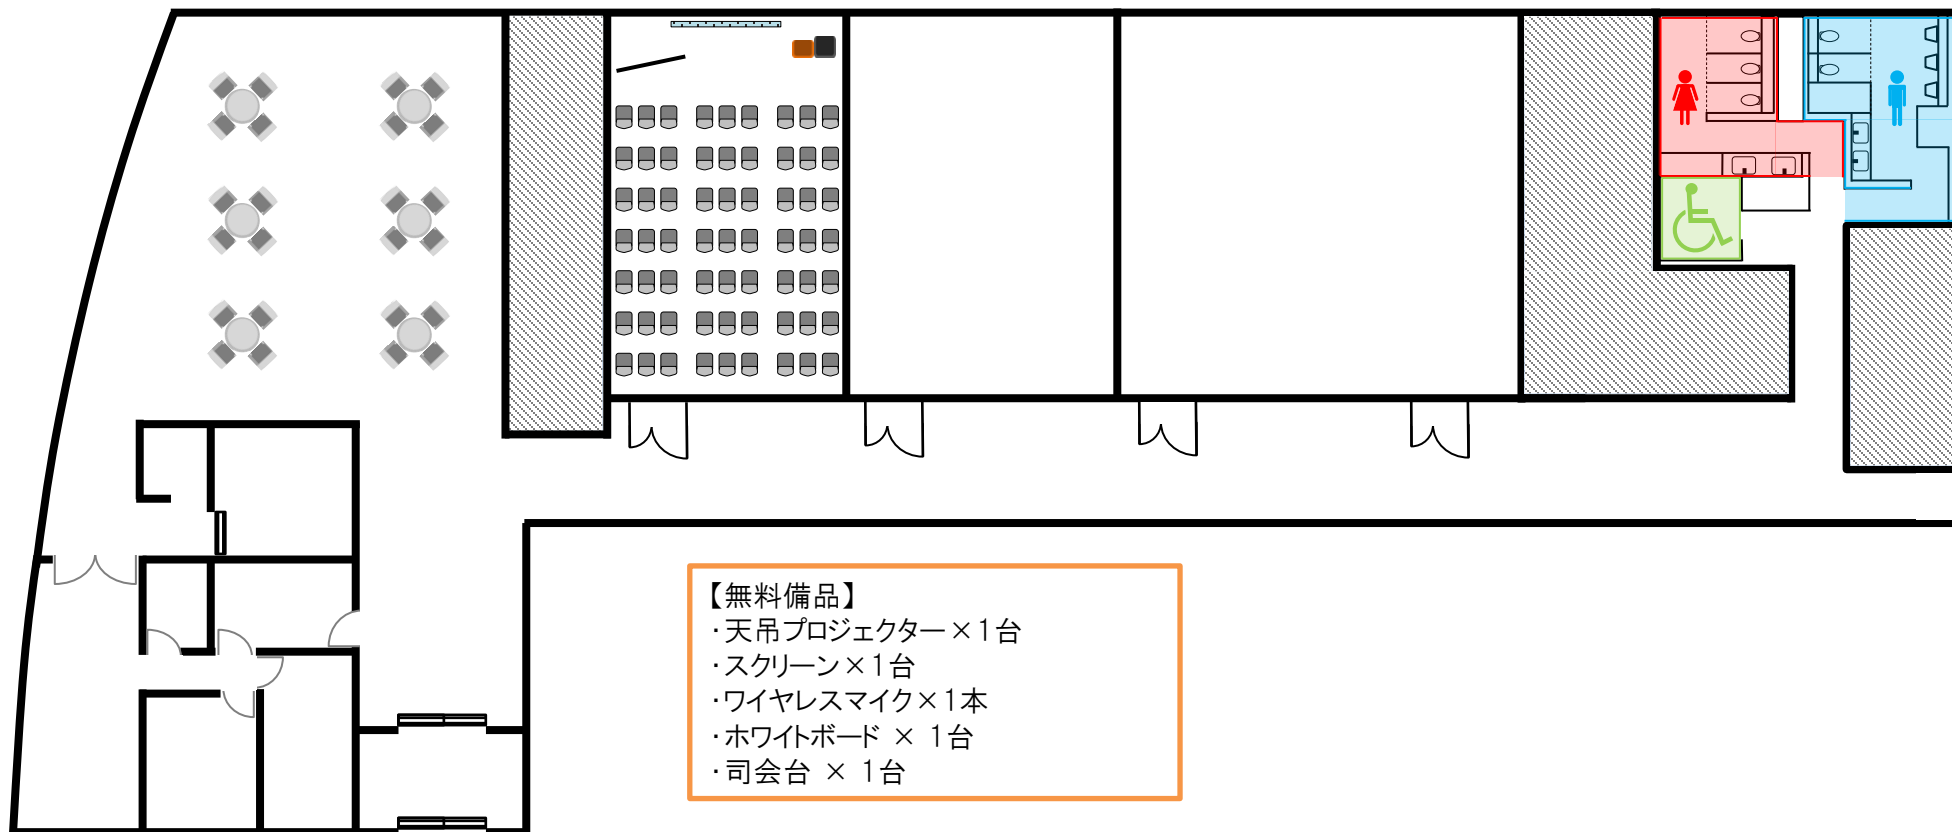 【無料備品】
・天吊プロジェクター×1台
・スクリーン×1台
・ワイヤレスマイク×1本
・ホワイトボード × 1台
・司会台 × 1台